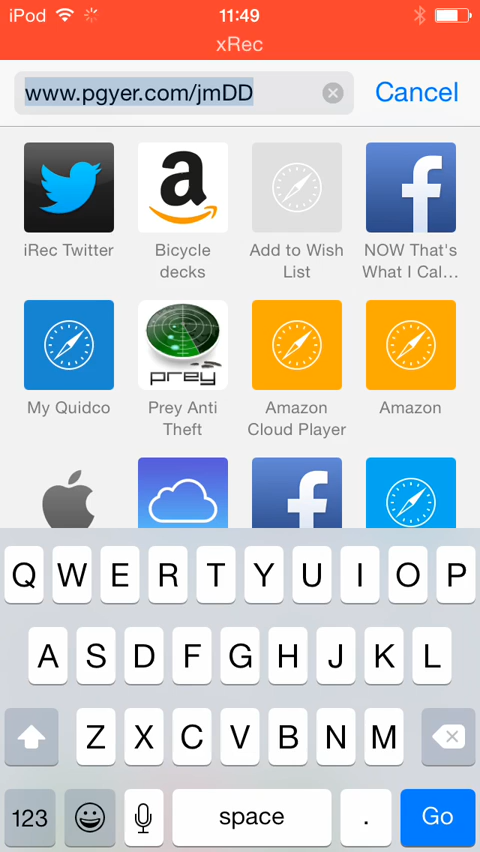 iPod 11:49
xRec
www.pgyer.com/jmDD Cancel
iRec Twitter
Bicycle
decks
Add to Wish
List
NOW That's
What I Cal...
My Quidco
prey
Prey Anti
Theft
Amazon
Cloud Player
Amazon
Q W E R T Y U I O P
A S D F G H J K L
Z X C V B N M
123 space . Go